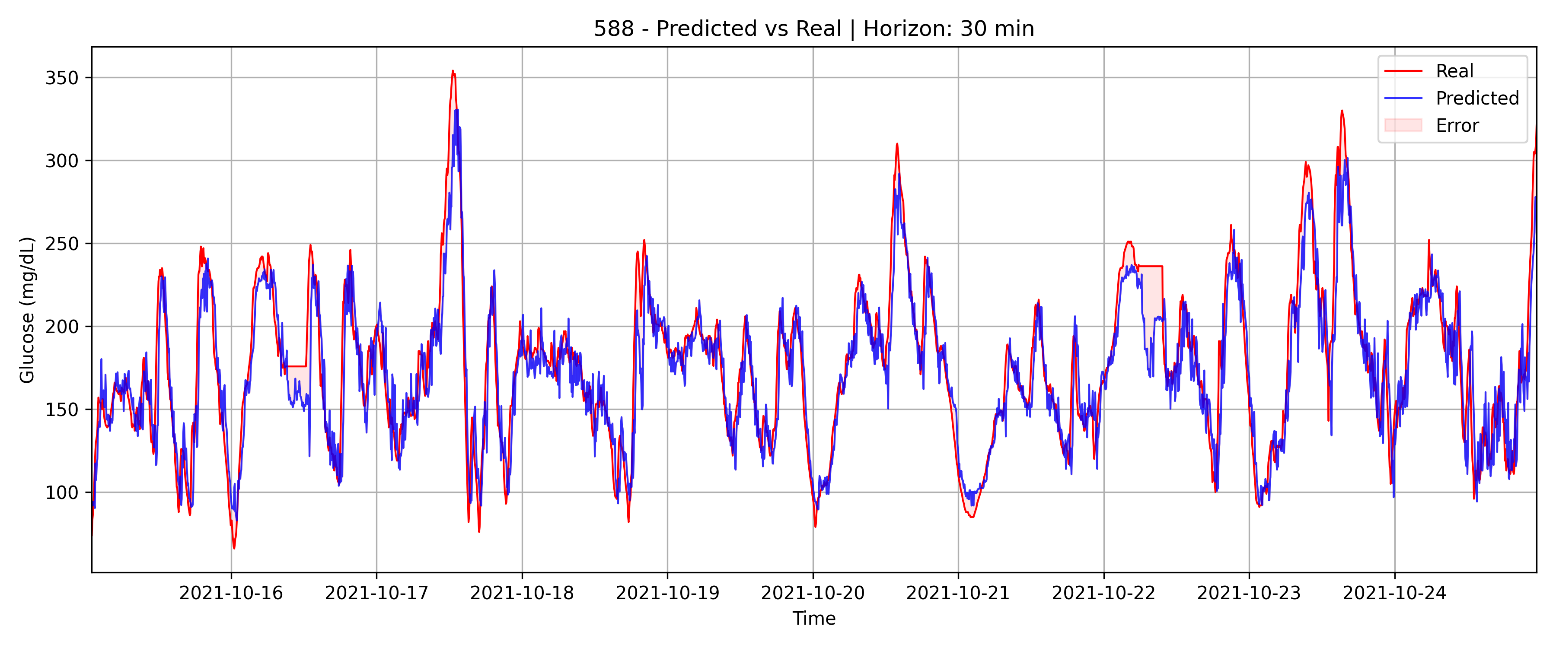 588 - Predicted vs Real | Horizon: 30 min
Glucose (mg/dL)
350
300
250
200
150
100
Real
Predicted
Error
2021-10-16 2021-10-17 2021-10-18 2021-10-19 2021-10-20 2021-10-21 2021-10-22 2021-10-23 2021-10-24
Time